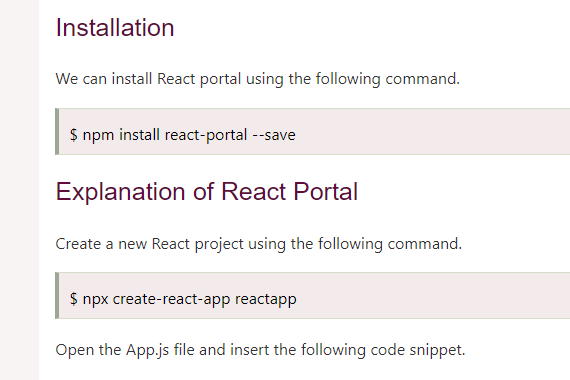 Installation
We can install React portal using the following command.
$ npm install react-portal --save
Explanation of React Portal
Create a new React project using the following command.
$ npx create-react-app reactapp
Open the App.js file and insert the following code snippet.